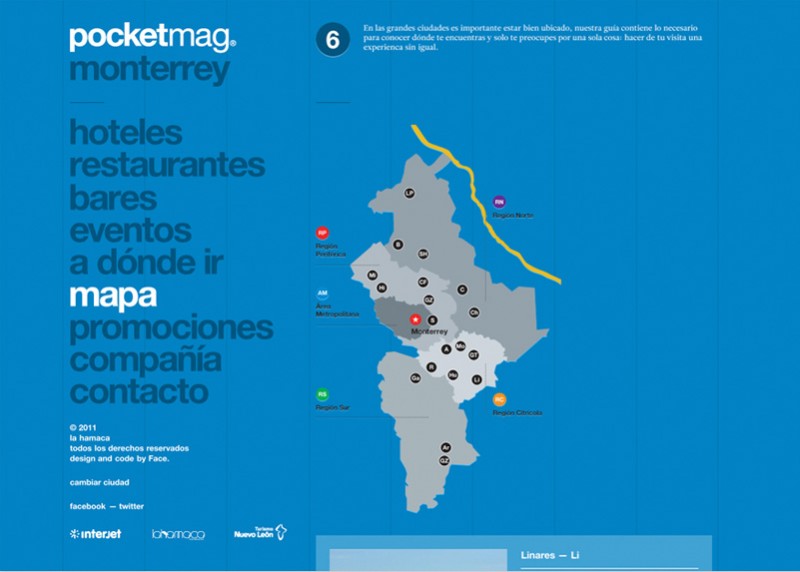 pocketmag®
monterrey
hoteles
restaurantes
bares
eventos
a dónde ir
mapa
promociones
compañía
contacto
© 2011
la hamaca
todos los derechos reservados
design and code by Face.
cambiar ciudad
facebook — twitter
interjet
lahamaca
Turismo
Nuevo León
6
En las grandes ciudades es importante estar bien ubicado, nuestra guía contiene lo necesario
para conocer dónde te encuentras y solo te preocupes por una sola cosa: hacer de tu visita una
experienca sin igual.
LP
RN
Región Norte
RP
Región
Periférica
B
SH
Mi
Hi
CF
C
AM
Área
Metropolitana
GZ
Ch
S
Monterrey
A
Mo
GT
R
Hu
Li
Ga
RS
Región Sur
RC
Región Citrícola
Ar
GZ
Linares — Li